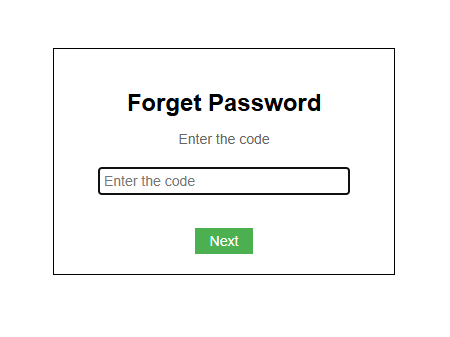 Forget Password
Enter the code
Enter the code
Next